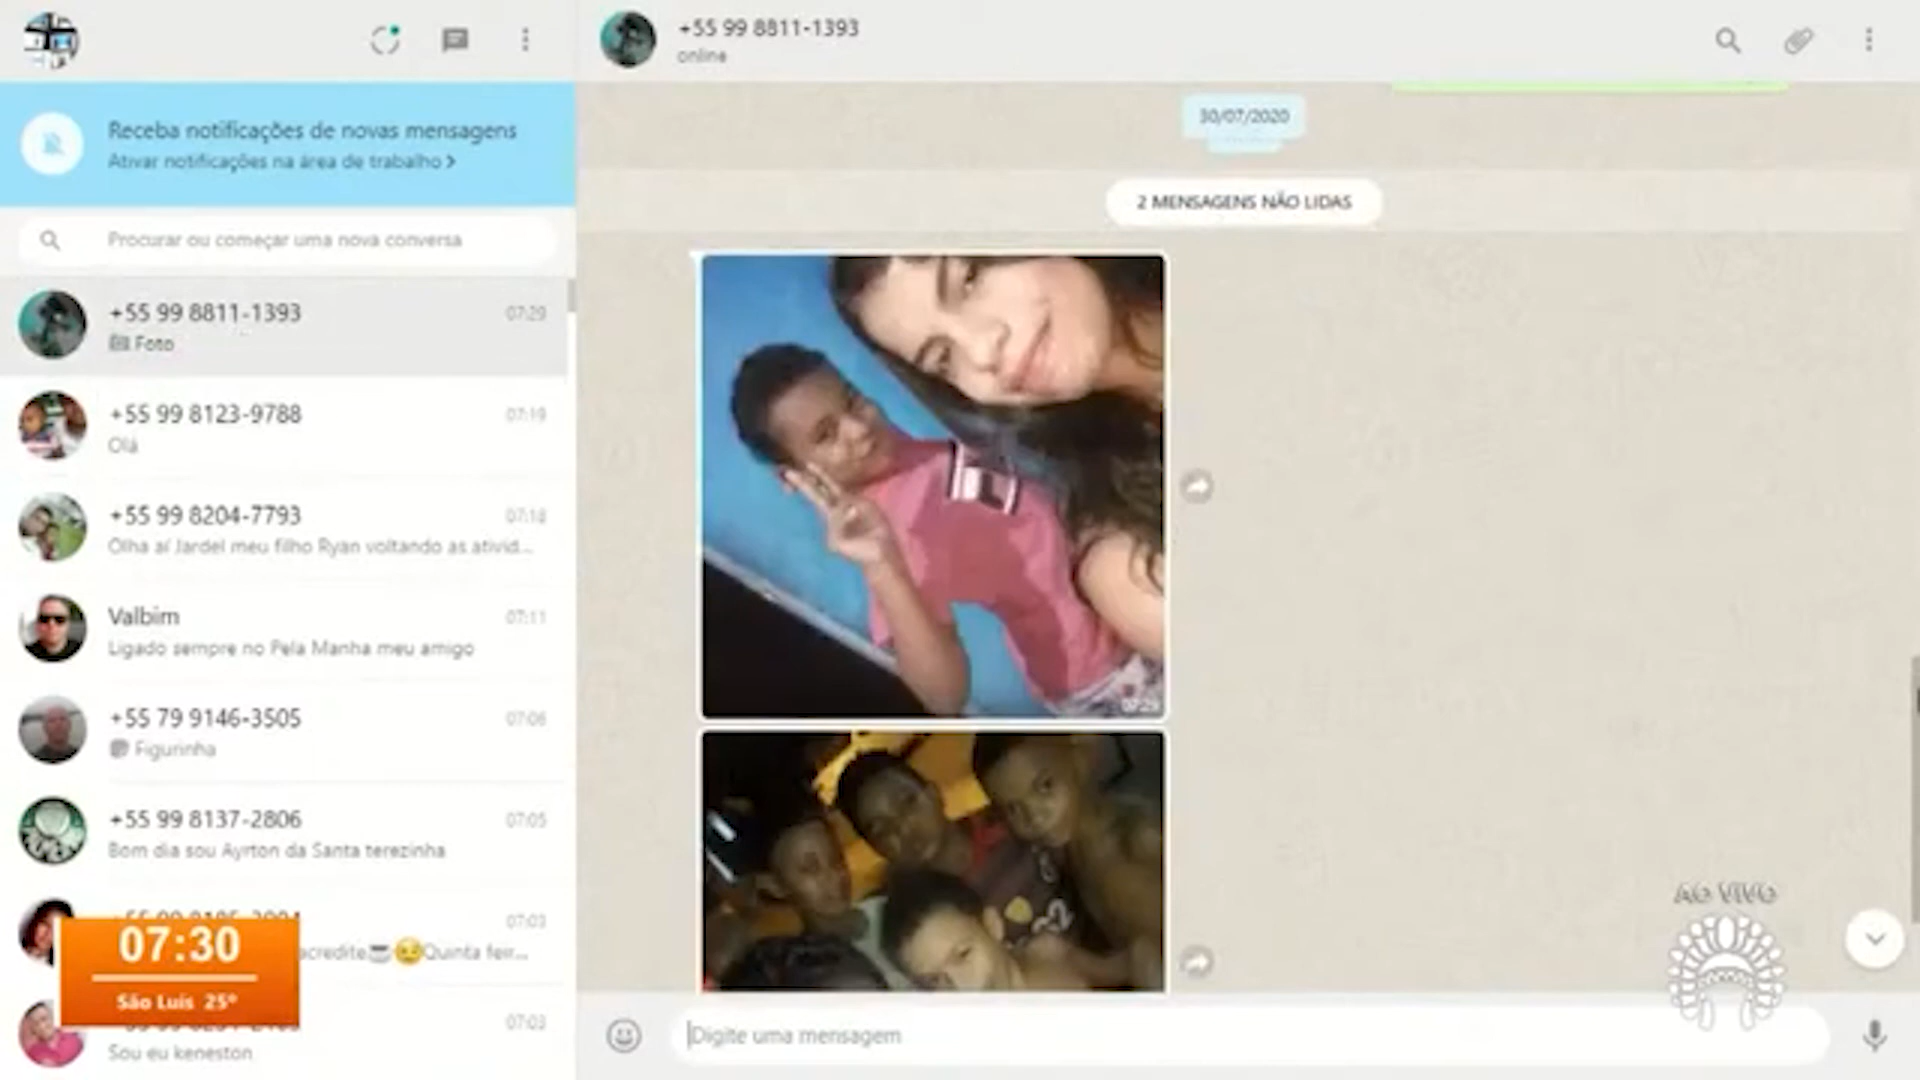 +55 99 8811-1393
online
Receba notificações de novas mensagens
Ativar notificações na área de trabalho
Procurar ou começar uma nova conversa
+55 99 8811-1393
07:29
Foto
+55 99 8123-9788
07:19
Olá
+55 99 8204-7793
07:18
Olha aí Jardel meu filho Ryan voltando as ativid...
Valbim
07:11
Ligado sempre no Pela Manha meu amigo
+55 79 9146-3505
07:06
Figurinha
+55 99 8137-2806
07:05
Bom dia sou Ayrton da Santa terezinha
07:03
acredite☕😉Quinta feir...
07:03
Sou eu keneston
07:30
São Luís 25°
30/07/2020
2 MENSAGENS NÃO LIDAS
07:29
AO VIVO
Digite uma mensagem